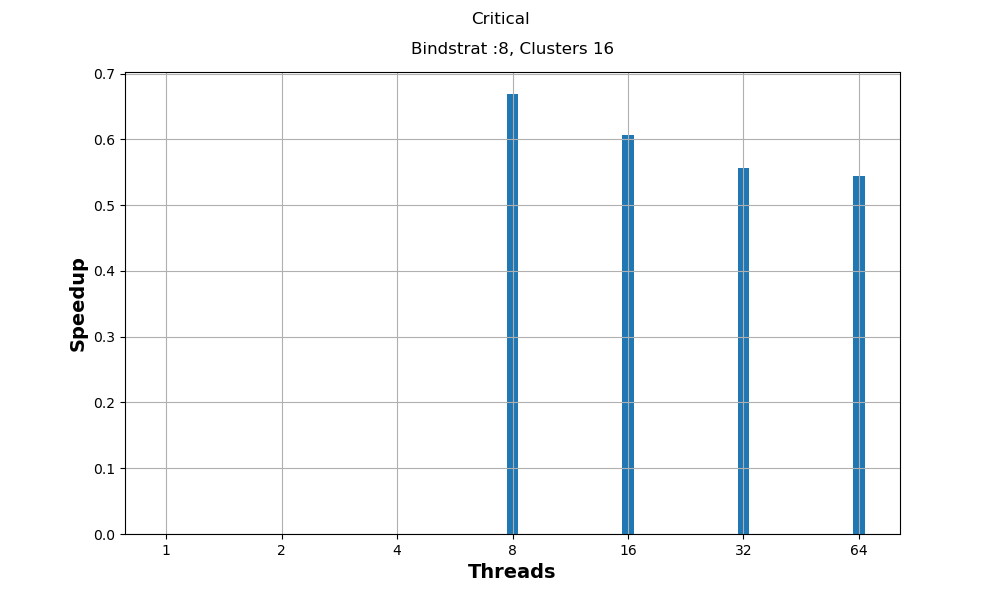 Critical
Bindstrat :8, Clusters 16
0.7
0.6
0.5
0.4
0.3
0.2
0.1
0.0
Speedup
1 2 4 8 16 32 64
Threads